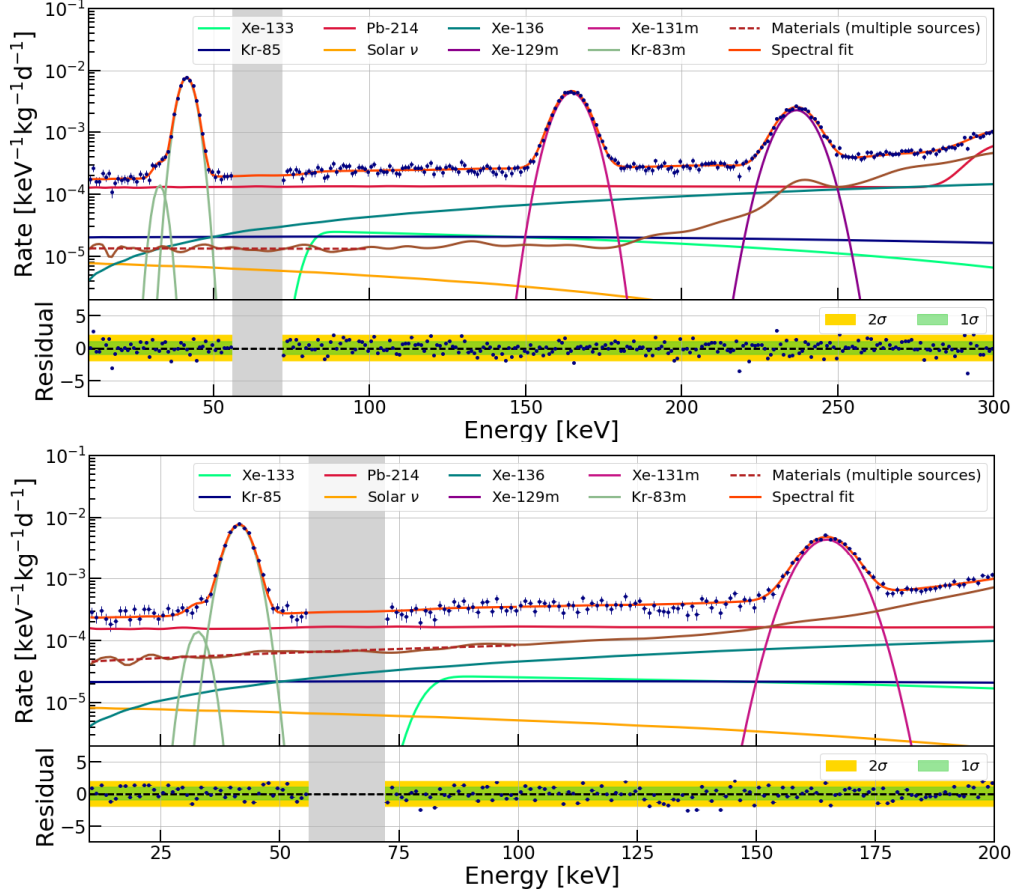 10⁻¹
Xe-133 Pb-214 Xe-136 Xe-131m Materials (multiple sources)
Kr-85 Solar ν Xe-129m Kr-83m Spectral fit
10⁻²
10⁻³
10⁻⁴
10⁻⁵
Rate [keV⁻¹kg⁻¹d⁻¹]
5
0
−5
Residual
2σ 1σ
50 100 150 200 250 300
Energy [keV]
10⁻¹
Xe-133 Pb-214 Xe-136 Xe-131m Materials (multiple sources)
Kr-85 Solar ν Xe-129m Kr-83m Spectral fit
10⁻²
10⁻³
10⁻⁴
10⁻⁵
Rate [keV⁻¹kg⁻¹d⁻¹]
5
0
−5
Residual
2σ 1σ
25 50 75 100 125 150 175 200
Energy [keV]